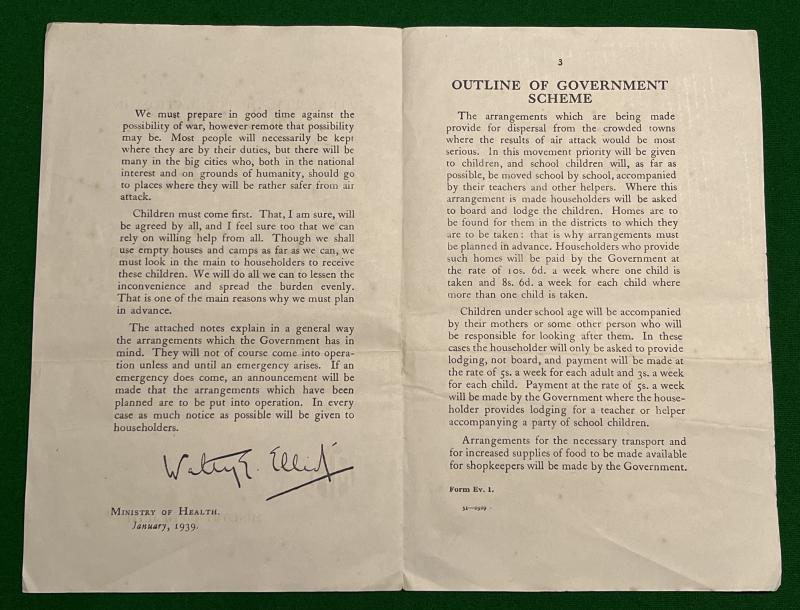 We must prepare in good time against the
possibility of war, however remote that possibility
may be. Most people will necessarily be kept
where they are by their duties, but there will be
many in the big cities who, both in the national
interest and on grounds of humanity, should go
to places where they will be rather safer from air
attack.
Children must come first. That, I am sure, will
be agreed by all, and I feel sure too that we can
rely on willing help from all. Though we shall
use empty houses and camps as far as we can, we
must look in the main to householders to receive
these children. We will do all we can to lessen the
inconvenience and spread the burden evenly.
That is one of the main reasons why we must plan
in advance.
The attached notes explain in a general way
the arrangements which the Government has in
mind. They will not of course come into opera-
tion unless and until an emergency arises. If an
emergency does come, an announcement will be
made that the arrangements which have been
planned are to be put into operation. In every
case as much notice as possible will be given to
householders.
Walter E. Elliot
MINISTRY OF HEALTH.
January, 1939.
3
OUTLINE OF GOVERNMENT
SCHEME
The arrangements which are being made
provide for dispersal from the crowded towns
where the results of air attack would be most
serious. In this movement priority will be given
to children, and school children will, as far as
possible, be moved school by school, accompanied
by their teachers and other helpers. Where this
arrangement is made householders will be asked
to board and lodge the children. Homes are to
be found for them in the districts to which they
are to be taken: that is why arrangements must
be planned in advance. Householders who provide
such homes will be paid by the Government at
the rate of 10s. 6d. a week where one child is
taken and 8s. 6d. a week for each child where
more than one child is taken.
Children under school age will be accompanied
by their mothers or some other person who will
be responsible for looking after them. In these
cases the householder will only be asked to provide
lodging, not board, and payment will be made at
the rate of 5s. a week for each adult and 3s. a week
for each child. Payment at the rate of 5s. a week
will be made by the Government where the house-
holder provides lodging for a teacher or helper
accompanying a party of school children.
Arrangements for the necessary transport and
for increased supplies of food to be made available
for shopkeepers will be made by the Government.
Form Ev. 1.